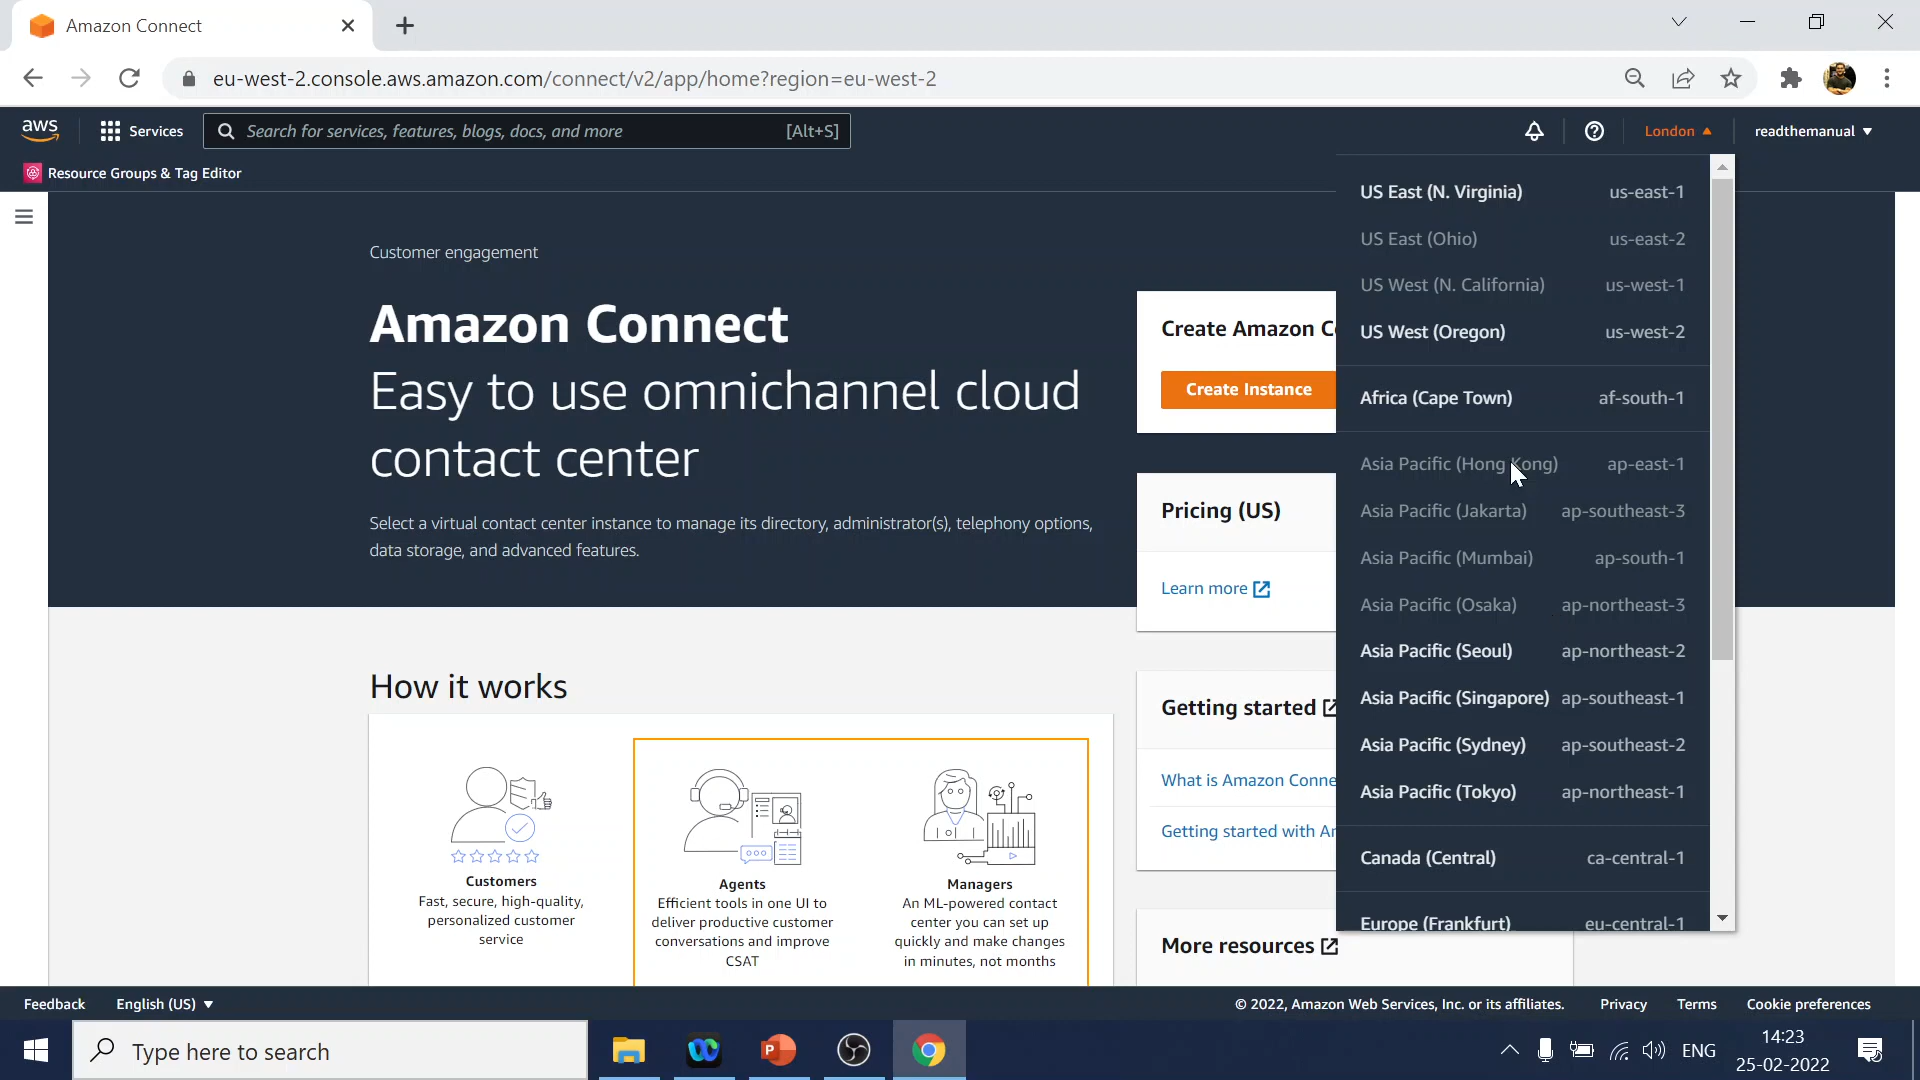 Amazon Connect
eu-west-2.console.aws.amazon.com/connect/v2/app/home?region=eu-west-2
aws
Services
Search for services, features, blogs, docs, and more
[Alt+S]
London
readthemanual
Resource Groups & Tag Editor
Customer engagement
Amazon Connect
Easy to use omnichannel cloud
contact center
Select a virtual contact center instance to manage its directory, administrator(s), telephony options,
data storage, and advanced features.
How it works
Customers
Fast, secure, high-quality,
personalized customer
service
Agents
Efficient tools in one UI to
deliver productive customer
conversations and improve
CSAT
Managers
An ML-powered contact
center you can set up
quickly and make changes
in minutes, not months
Create Amazon C
Create Instance
Pricing (US)
Learn more
Getting started
What is Amazon Conne
Getting started with A
More resources
US East (N. Virginia) us-east-1
US East (Ohio) us-east-2
US West (N. California) us-west-1
US West (Oregon) us-west-2
Africa (Cape Town) af-south-1
Asia Pacific (Hong Kong) ap-east-1
Asia Pacific (Jakarta) ap-southeast-3
Asia Pacific (Mumbai) ap-south-1
Asia Pacific (Osaka) ap-northeast-3
Asia Pacific (Seoul) ap-northeast-2
Asia Pacific (Singapore) ap-southeast-1
Asia Pacific (Sydney) ap-southeast-2
Asia Pacific (Tokyo) ap-northeast-1
Canada (Central) ca-central-1
Europe (Frankfurt) eu-central-1
Feedback
English (US)
© 2022, Amazon Web Services, Inc. or its affiliates.
Privacy
Terms
Cookie preferences
Type here to search
ENG
14:23
25-02-2022